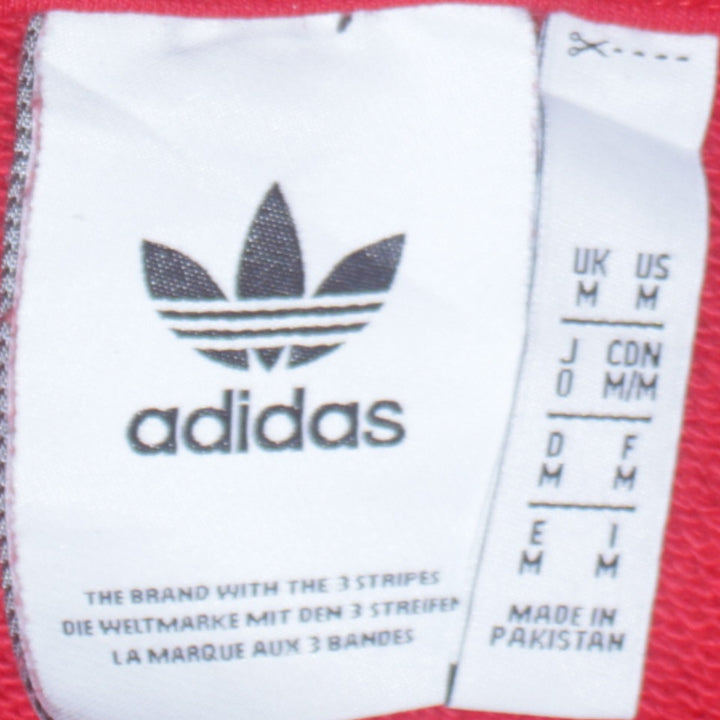 adidas
THE BRAND WITH THE 3 STRIPES
DIE WELTMARKE MIT DEN 3 STREIFEN
LA MARQUE AUX 3 BANDES
UK US
M M
J CDN
O M/M
D F
M M
E I
M M
MADE IN
PAKISTAN